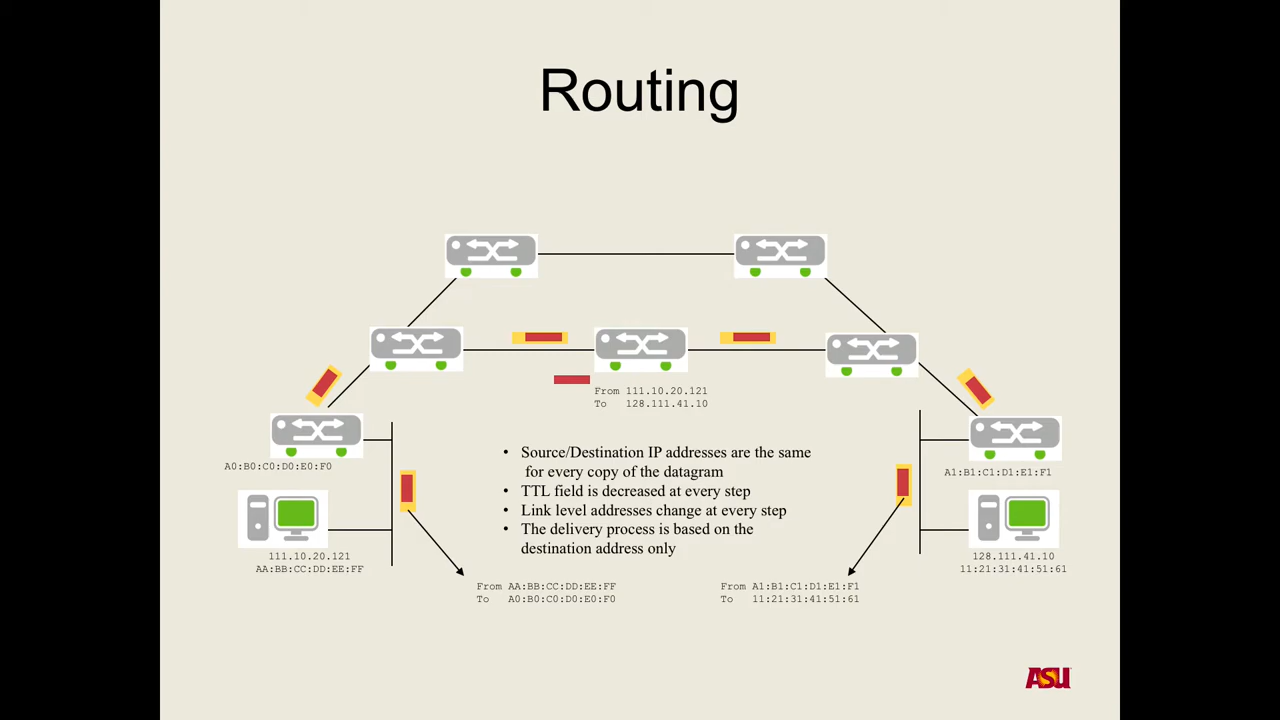 Routing
From 111.10.20.121
To 128.111.41.10
• Source/Destination IP addresses are the same
for every copy of the datagram
• TTL field is decreased at every step
• Link level addresses change at every step
• The delivery process is based on the
destination address only
A0:B0:C0:D0:E0:F0
111.10.20.121
AA:BB:CC:DD:EE:FF
A1:B1:C1:D1:E1:F1
128.111.41.10
11:21:31:41:51:61
From AA:BB:CC:DD:EE:FF
To A0:B0:C0:D0:E0:F0
From A1:B1:C1:D1:E1:F1
To 11:21:31:41:51:61
ASU